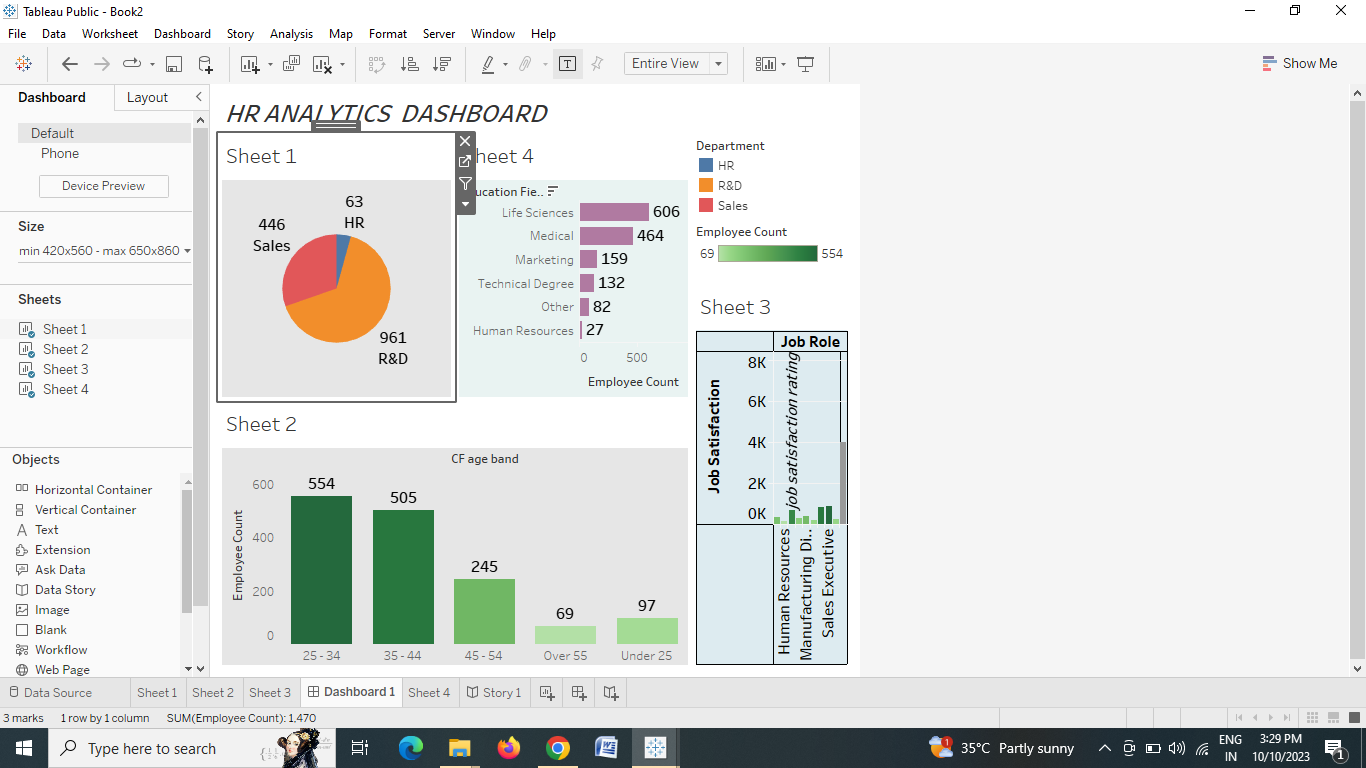 Tableau Public - Book2
File Data Worksheet Dashboard Story Analysis Map Format Server Window Help
Entire View
Show Me
Dashboard
Layout
Default
Phone
Device Preview
Size
min 420x560 - max 650x860
Sheets
Sheet 1
Sheet 2
Sheet 3
Sheet 4
Objects
Horizontal Container
Vertical Container
Text
Extension
Ask Data
Data Story
Image
Blank
Workflow
Web Page
HR ANALYTICS DASHBOARD
Sheet 1
63
HR
446
Sales
961
R&D
heet 4
ucation Fie..
Life Sciences 606
Medical 464
Marketing 159
Technical Degree 132
Other 82
Human Resources 27
0 500
Employee Count
Department
HR
R&D
Sales
Employee Count
69 554
Sheet 3
Job Role
Job Satisfaction
8K
6K
4K
2K
0K
job satisfaction rating
Human Resources
Manufacturing Di..
Sales Executive
Sheet 2
CF age band
Employee Count
600
400
200
0
554
505
245
69
97
25 - 34
35 - 44
45 - 54
Over 55
Under 25
Data Source Sheet 1 Sheet 2 Sheet 3 Dashboard 1 Sheet 4 Story 1
3 marks 1 row by 1 column SUM(Employee Count): 1,470
Type here to search
1
35°C Partly sunny
ENG
IN
3:29 PM
10/10/2023
1